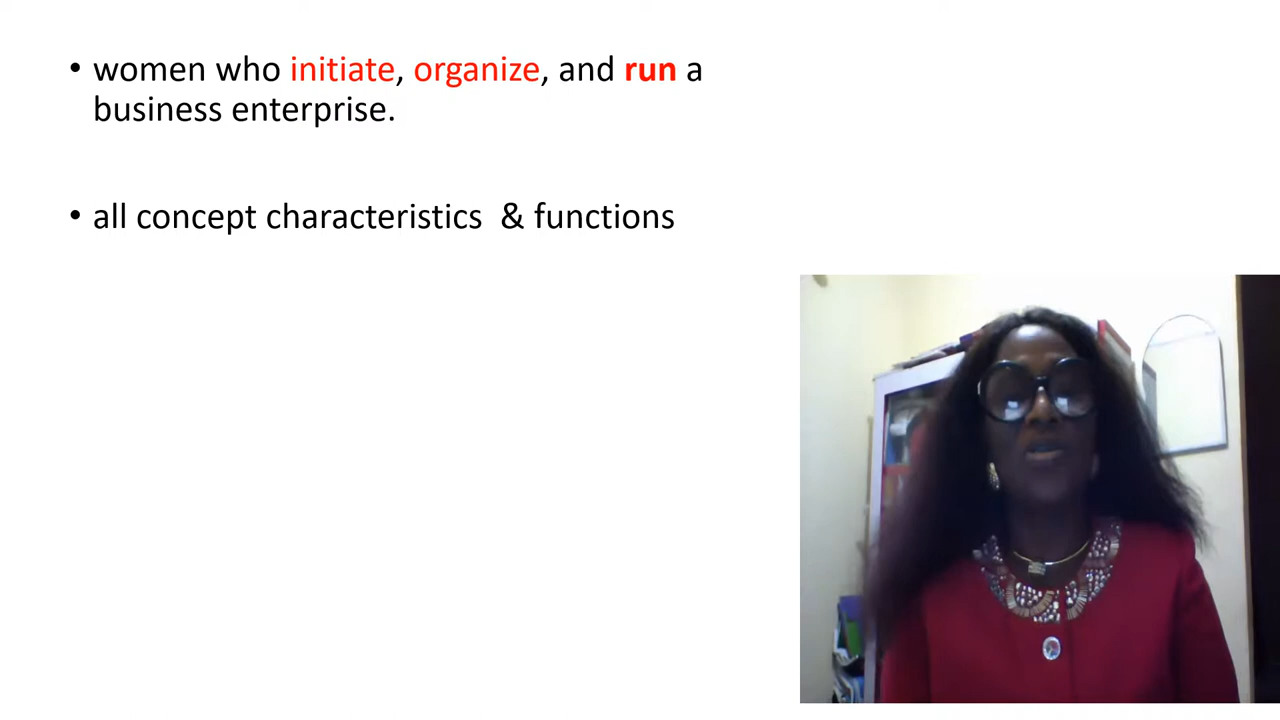 • women who initiate, organize, and run a
business enterprise.
• all concept characteristics & functions